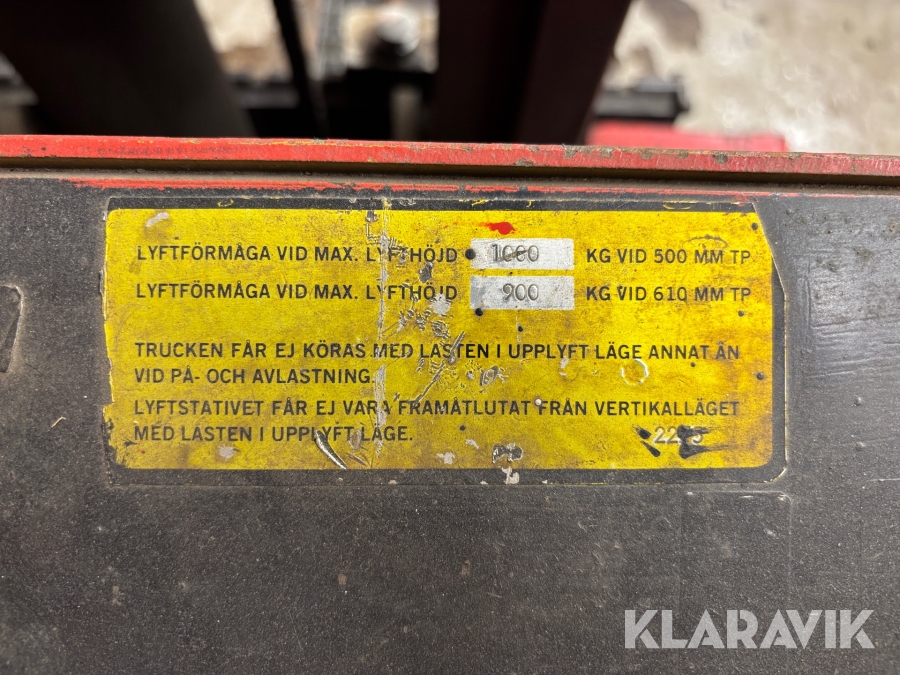 LYFTFÖRMÅGA VID MAX. LYFTHÖJD 1000 KG VID 500 MM TP
LYFTFÖRMÅGA VID MAX. LYFTHÖJD 900 KG VID 610 MM TP
TRUCKEN FÅR EJ KÖRAS MED LASTEN I UPPLYFT LÄGE ANNAT ÄN
VID PÅ- OCH AVLASTNING.
LYFTSTATIVET FÅR EJ VARA FRAMÅTLUTAT FRÅN VERTIKALLÄGET
MED LASTEN I UPPLYFT LÄGE.
KLARAVIK